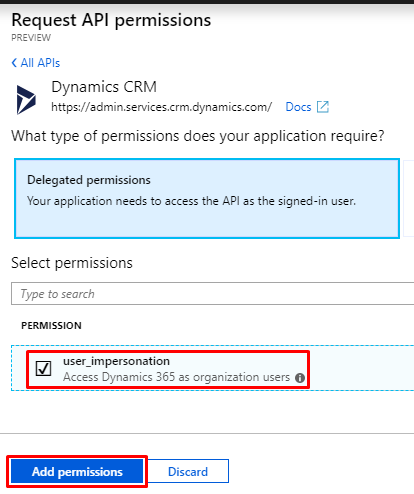 Request API permissions
PREVIEW
< All APIs
Dynamics CRM
https://admin.services.crm.dynamics.com/ Docs
What type of permissions does your application require?
Delegated permissions
Your application needs to access the API as the signed-in user.
Select permissions
Type to search
PERMISSION
user_impersonation
Access Dynamics 365 as organization users
Add permissions Discard